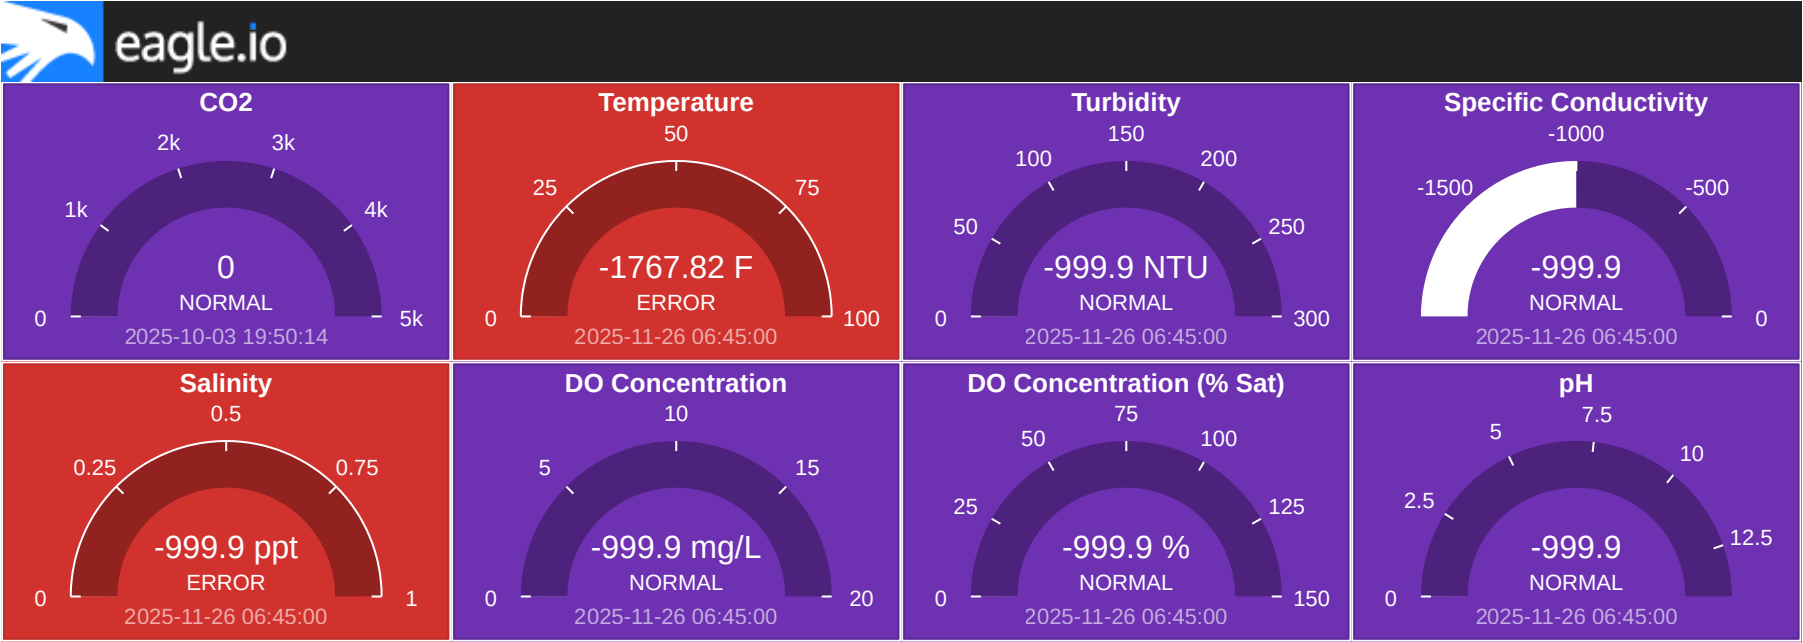 eagle.io
CO2
0
1k
2k
3k
4k
5k
0
NORMAL
2025-10-03 19:50:14
Temperature
0
25
50
75
100
-1767.82 F
ERROR
2025-11-26 06:45:00
Turbidity
0
50
100
150
200
250
300
-999.9 NTU
NORMAL
2025-11-26 06:45:00
Specific Conductivity
-1500
-1000
-500
0
-999.9
NORMAL
2025-11-26 06:45:00
Salinity
0
0.25
0.5
0.75
1
-999.9 ppt
ERROR
2025-11-26 06:45:00
DO Concentration
0
5
10
15
20
-999.9 mg/L
NORMAL
2025-11-26 06:45:00
DO Concentration (% Sat)
0
25
50
75
100
125
150
-999.9 %
NORMAL
2025-11-26 06:45:00
pH
0
2.5
5
7.5
10
12.5
-999.9
NORMAL
2025-11-26 06:45:00